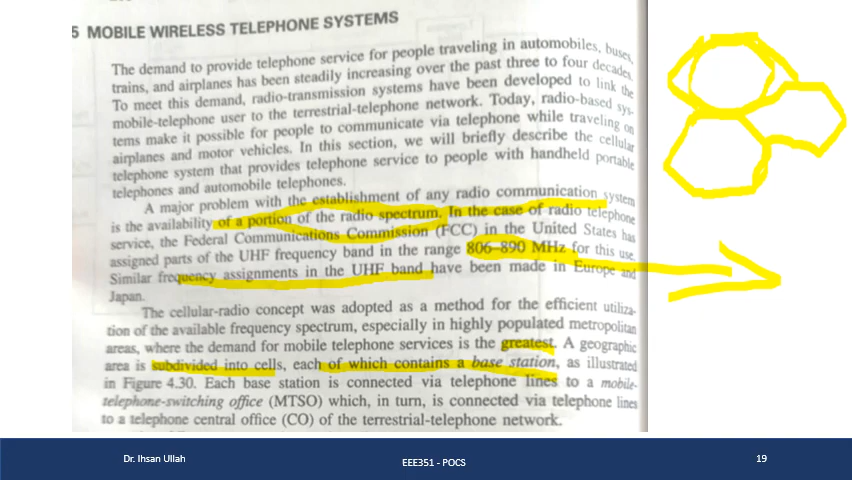 5 MOBILE WIRELESS TELEPHONE SYSTEMS
The demand to provide telephone service for people traveling in automobiles, buses,
trains, and airplanes has been steadily increasing over the past three to four decades.
To meet this demand, radio-transmission systems have been developed to link the
mobile-telephone user to the terrestrial-telephone network. Today, radio-based sys-
tems make it possible for people to communicate via telephone while traveling on
airplanes and motor vehicles. In this section, we will briefly describe the cellular
telephone system that provides telephone service to people with handheld portable
telephones and automobile telephones.
A major problem with the establishment of any radio communication system
is the availability of a portion of the radio spectrum. In the case of radio telephone
service, the Federal Communications Commission (FCC) in the United States has
assigned parts of the UHF frequency band in the range 806–890 MHz for this use.
Similar frequency assignments in the UHF band have been made in Europe and
Japan.
The cellular-radio concept was adopted as a method for the efficient utiliza-
tion of the available frequency spectrum, especially in highly populated metropolitan
areas, where the demand for mobile telephone services is the greatest. A geographic
area is subdivided into cells, each of which contains a base station, as illustrated
in Figure 4.30. Each base station is connected via telephone lines to a mobile-
telephone-switching office (MTSO) which, in turn, is connected via telephone lines
to a telephone central office (CO) of the terrestrial-telephone network.
Dr. Ihsan Ullah
EEE351 - POCS
19